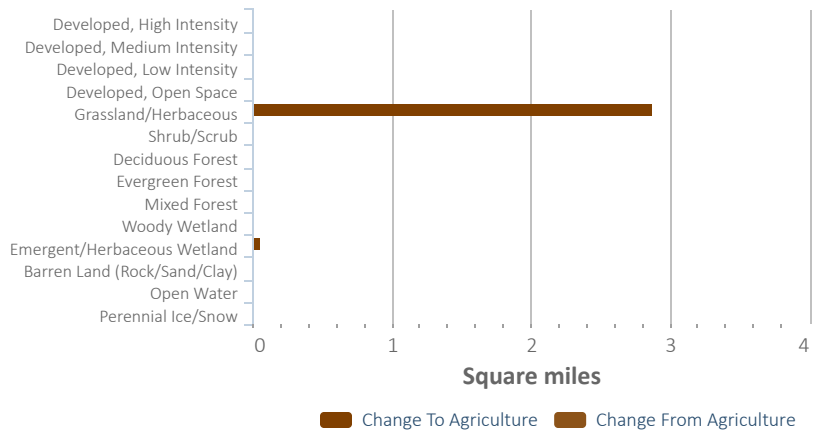 Developed, High Intensity
Developed, Medium Intensity
Developed, Low Intensity
Developed, Open Space
Grassland/Herbaceous
Shrub/Scrub
Deciduous Forest
Evergreen Forest
Mixed Forest
Woody Wetland
Emergent/Herbaceous Wetland
Barren Land (Rock/Sand/Clay)
Open Water
Perennial Ice/Snow
0 1 2 3 4
Square miles
Change To Agriculture Change From Agriculture